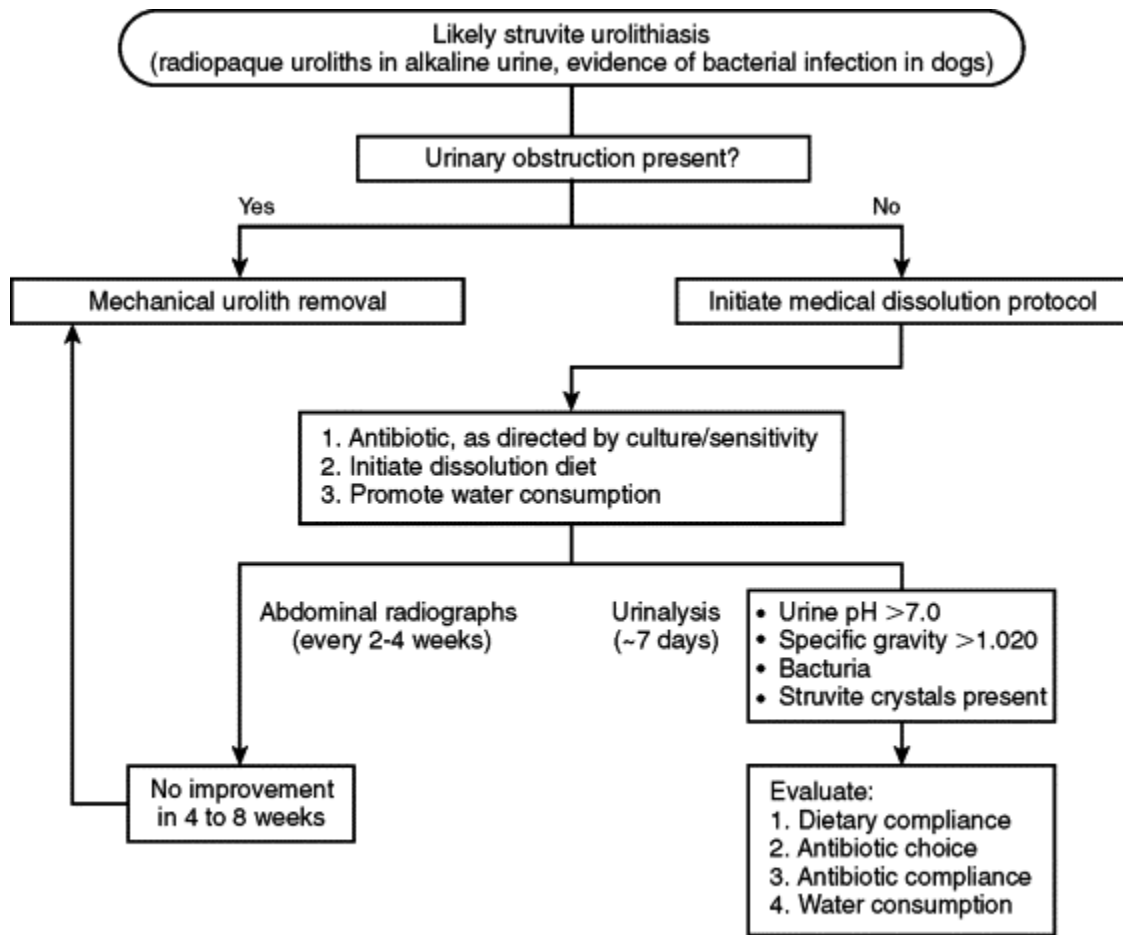 Likely struvite urolithiasis
(radiopaque uroliths in alkaline urine, evidence of bacterial infection in dogs)
Urinary obstruction present?
Yes
No
Mechanical urolith removal
Initiate medical dissolution protocol
1. Antibiotic, as directed by culture/sensitivity
2. Initiate dissolution diet
3. Promote water consumption
Abdominal radiographs
(every 2-4 weeks)
Urinalysis
(~7 days)
• Urine pH >7.0
• Specific gravity >1.020
• Bacturia
• Struvite crystals present
No improvement
in 4 to 8 weeks
Evaluate:
1. Dietary compliance
2. Antibiotic choice
3. Antibiotic compliance
4. Water consumption